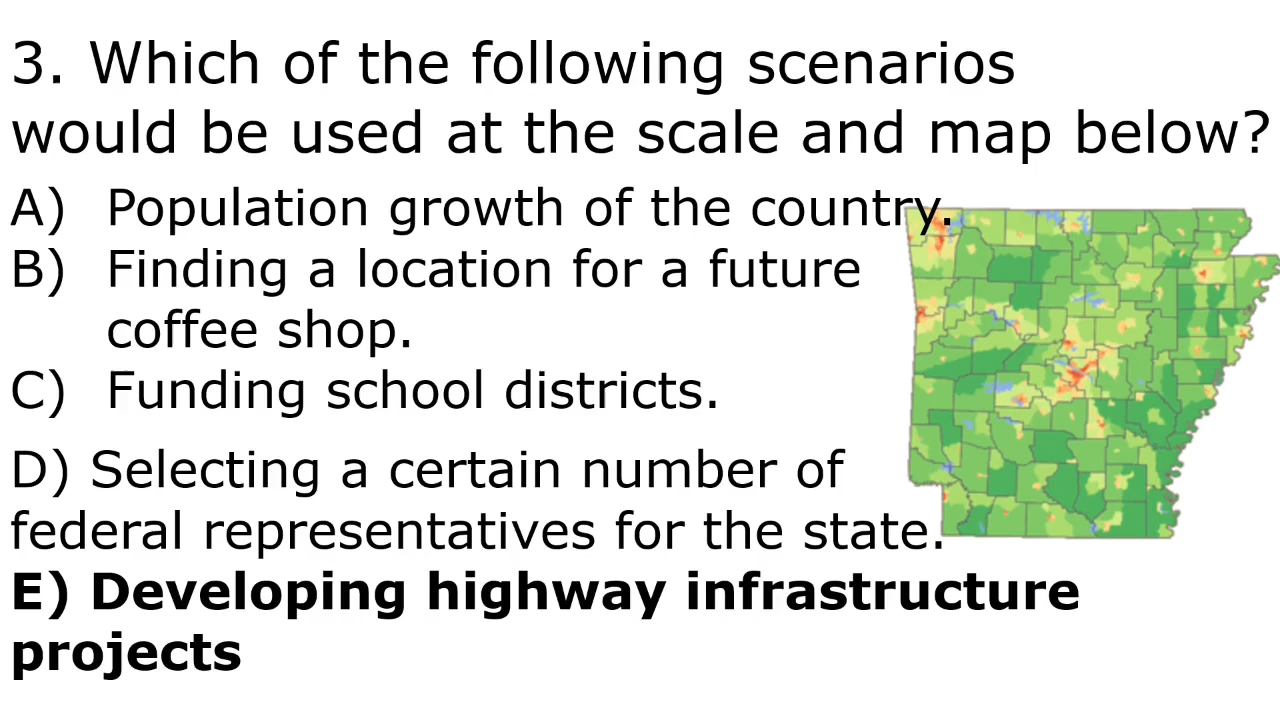 3. Which of the following scenarios
would be used at the scale and map below?
A) Population growth of the country.
B) Finding a location for a future
coffee shop.
C) Funding school districts.
D) Selecting a certain number of
federal representatives for the state.
E) Developing highway infrastructure
projects